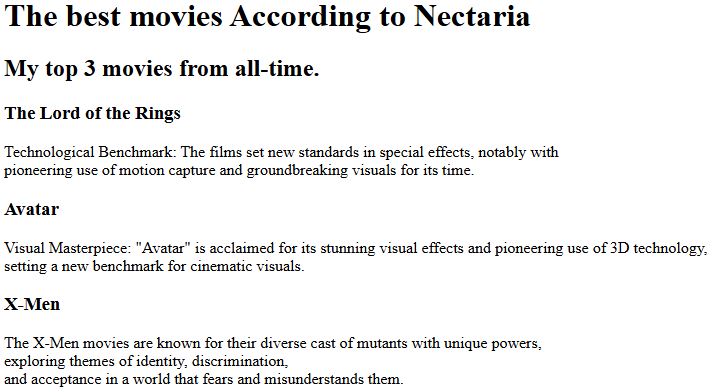 The best movies According to Nectaria
My top 3 movies from all-time.
The Lord of the Rings
Technological Benchmark: The films set new standards in special effects, notably with
pioneering use of motion capture and groundbreaking visuals for its time.
Avatar
Visual Masterpiece: "Avatar" is acclaimed for its stunning visual effects and pioneering use of 3D technology,
setting a new benchmark for cinematic visuals.
X-Men
The X-Men movies are known for their diverse cast of mutants with unique powers,
exploring themes of identity, discrimination,
and acceptance in a world that fears and misunderstands them.